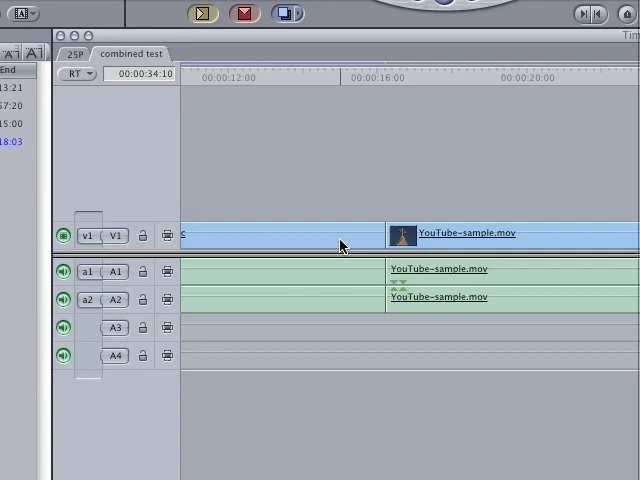 A
Tim
25P combined test
End
RT 00:00:34:10
00:00:12:00 00:00:16:00 00:00:20:00
13:21
57:20
15:00
18:03
v1 V1 c YouTube-sample.mov
a1 A1 YouTube-sample.mov
a2 A2 YouTube-sample.mov
A3
A4